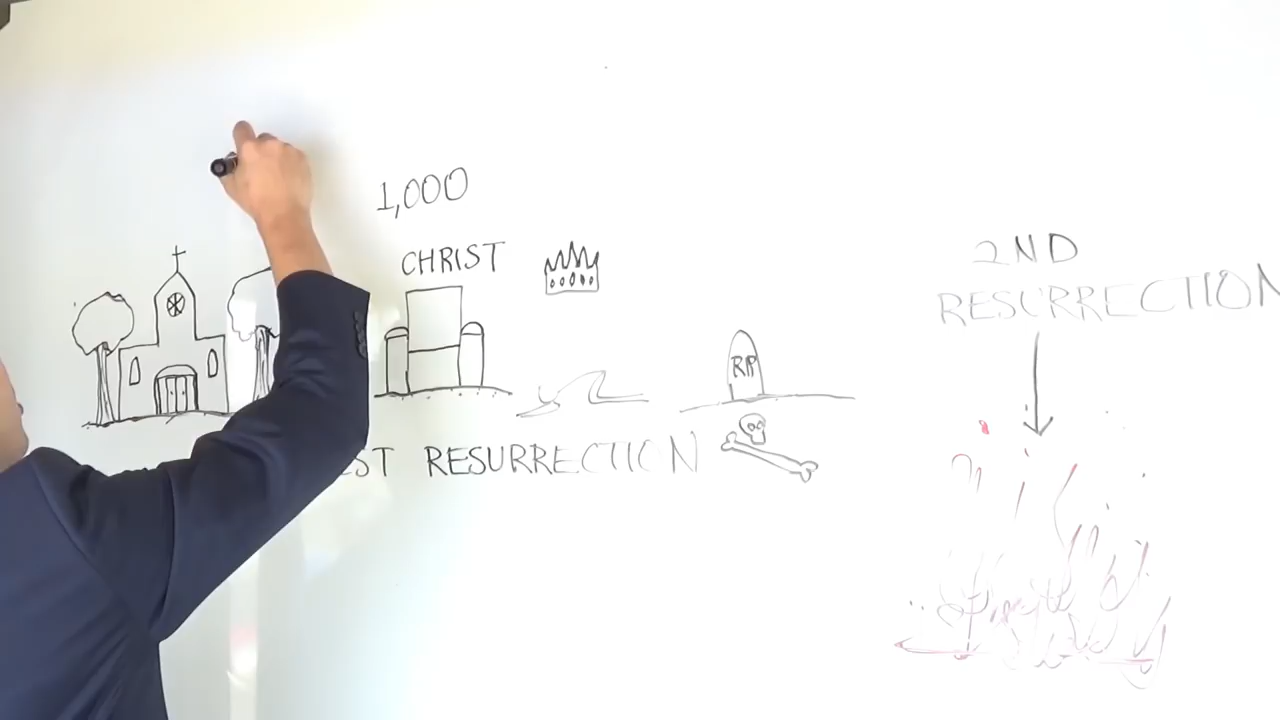 1,000
CHRIST
RIP
2ND
RESURRECTION
ST RESURRECTION